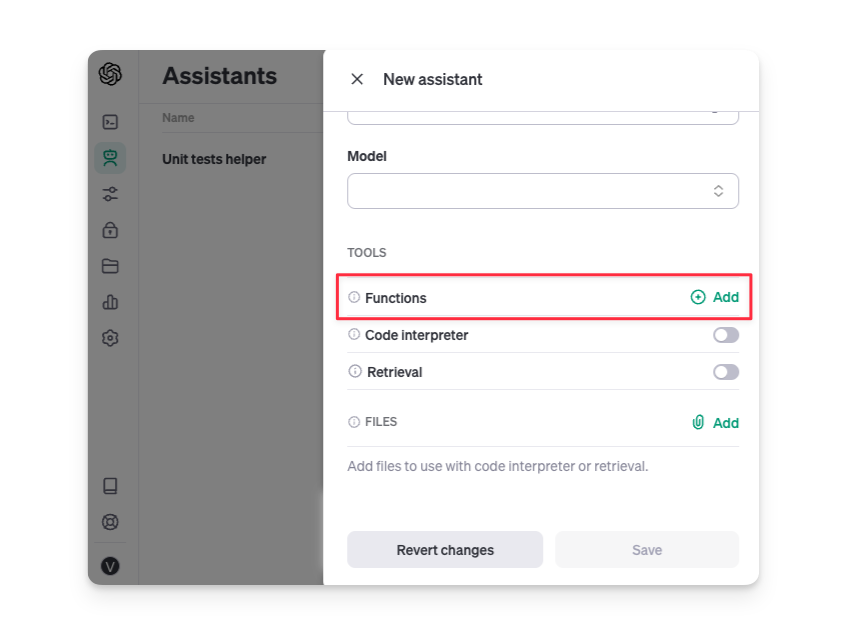 Assistants
Name
Unit tests helper
V
New assistant
Model
TOOLS
Functions
Add
Code interpreter
Retrieval
FILES
Add
Add files to use with code interpreter or retrieval.
Revert changes
Save